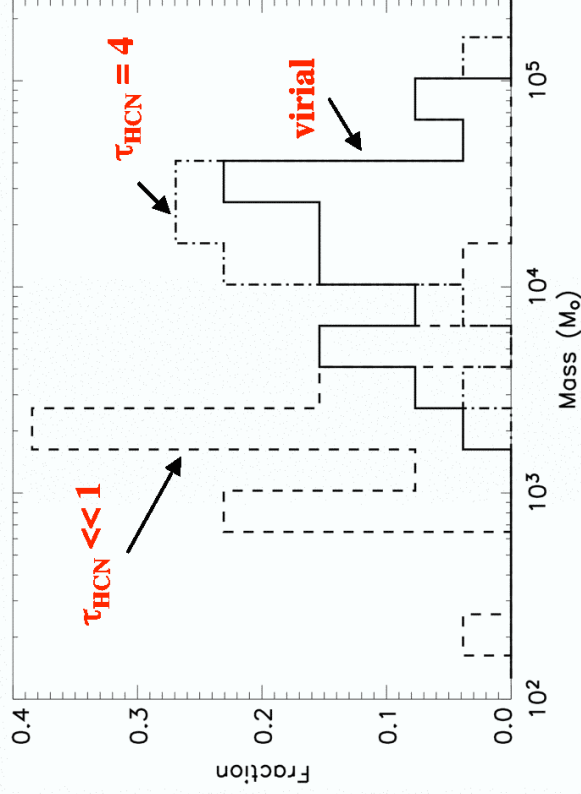 τHCN = 4
virial
τHCN << 1
Fraction
0.4
0.3
0.2
0.1
0.0
10²
10³
10⁴
10⁵
Mass (M☉)